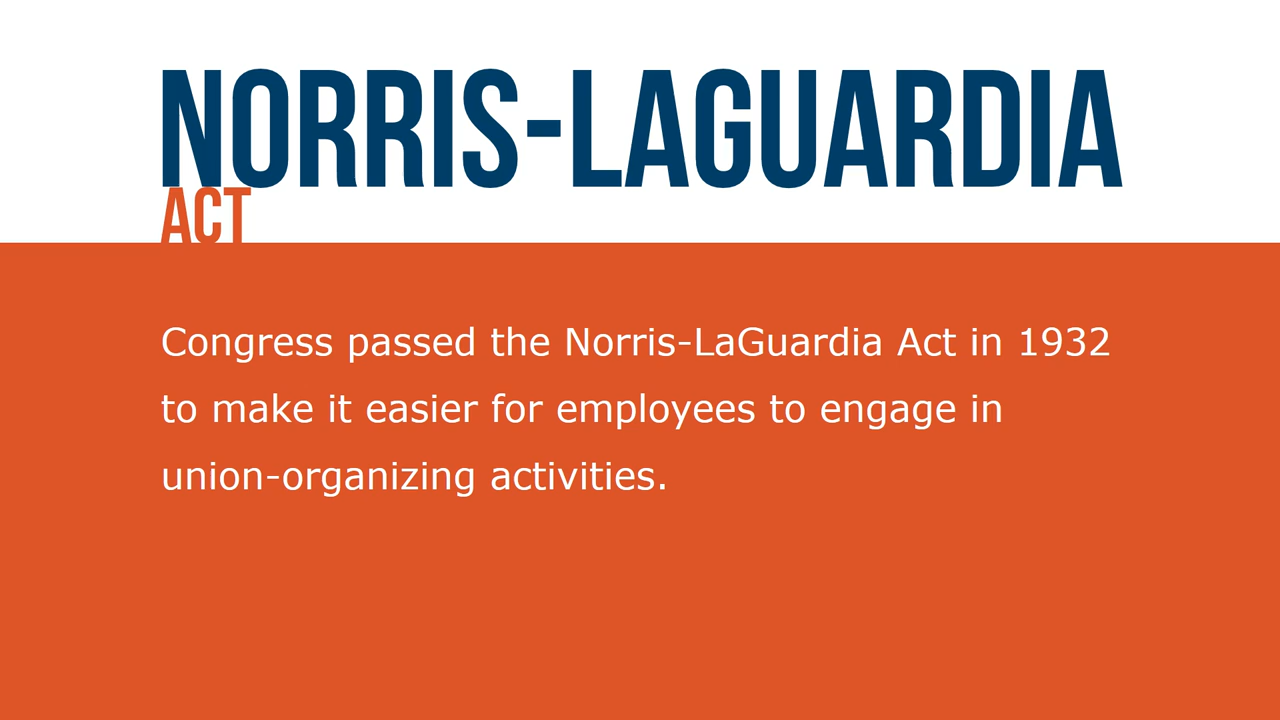 NORRIS-LAGUARDIA
ACT
Congress passed the Norris-LaGuardia Act in 1932
to make it easier for employees to engage in
union-organizing activities.